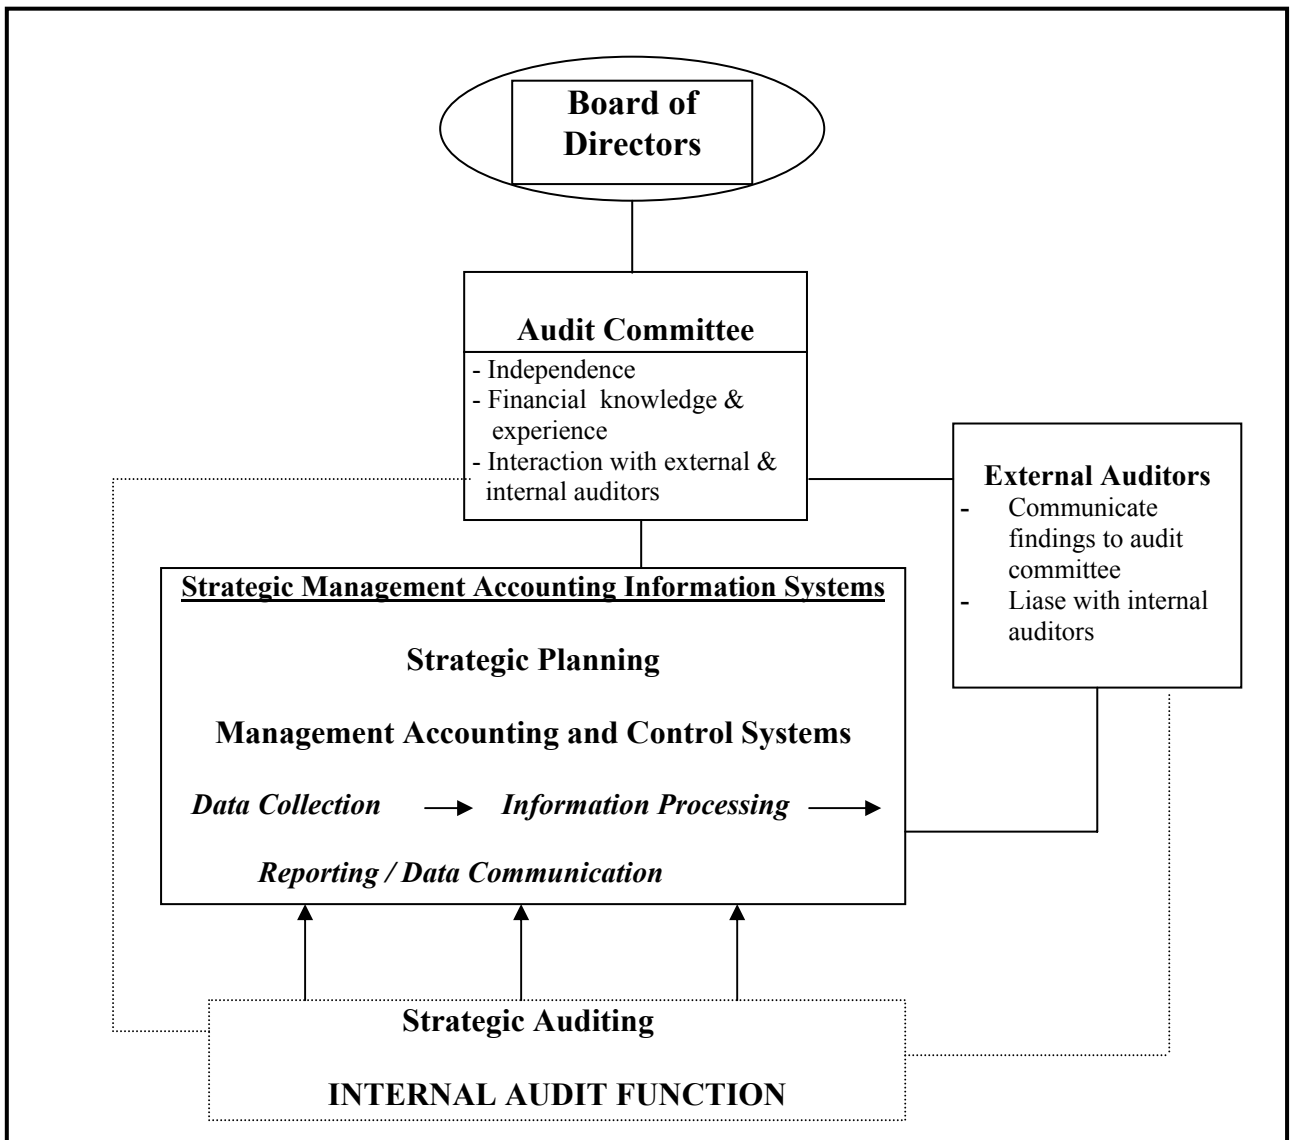 Board of
Directors
Audit Committee
- Independence
- Financial knowledge &
experience
- Interaction with external &
internal auditors
External Auditors
- Communicate
findings to audit
committee
- Liase with internal
auditors
Strategic Management Accounting Information Systems
Strategic Planning
Management Accounting and Control Systems
Data Collection Information Processing
Reporting / Data Communication
Strategic Auditing
INTERNAL AUDIT FUNCTION